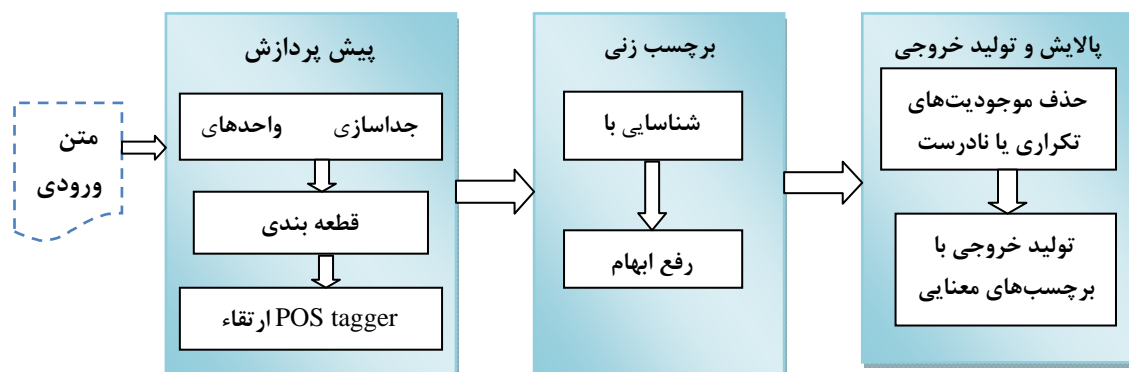 متن
ورودی
پیش پردازش
جداسازی واحدهای
قطعه بندی
ارتقاء POS tagger
برچسب زنی
شناسایی با
رفع ابهام
پالایش و تولید خروجی
حذف موجودیت‌های
تکراری یا نادرست
تولید خروجی با
برچسب‌های معنایی